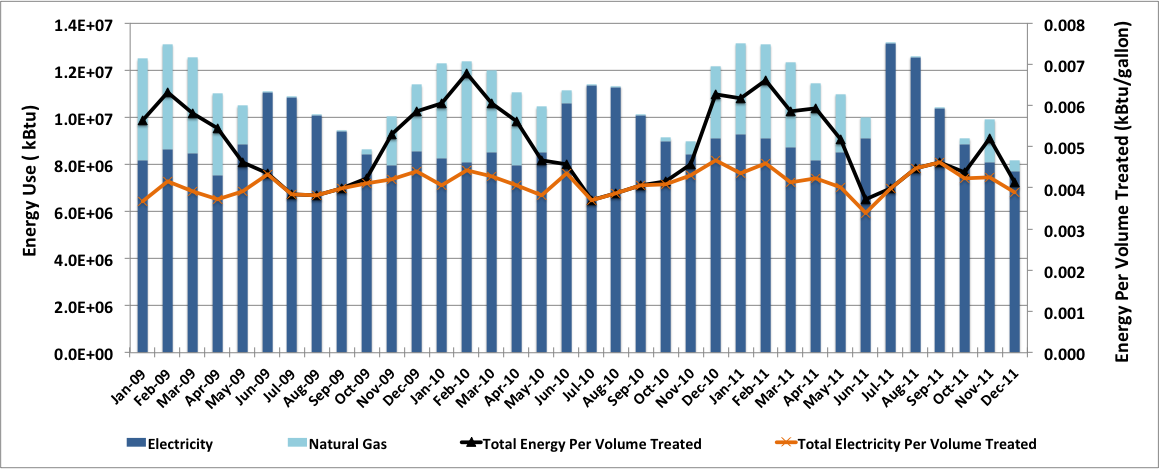 1.4E+07
1.2E+07
1.0E+07
8.0E+06
6.0E+06
4.0E+06
2.0E+06
0.0E+00
Energy Use ( kBtu)
0.008
0.007
0.006
0.005
0.004
0.003
0.002
0.001
0.000
Energy Per Volume Treated (kBtu/gallon)
Jan-09
Feb-09
Mar-09
Apr-09
May-09
Jun-09
Jul-09
Aug-09
Sep-09
Oct-09
Nov-09
Dec-09
Jan-10
Feb-10
Mar-10
Apr-10
May-10
Jun-10
Jul-10
Aug-10
Sep-10
Oct-10
Nov-10
Dec-10
Jan-11
Feb-11
Mar-11
Apr-11
May-11
Jun-11
Jul-11
Aug-11
Sep-11
Oct-11
Nov-11
Dec-11
Electricity
Natural Gas
Total Energy Per Volume Treated
Total Electricity Per Volume Treated